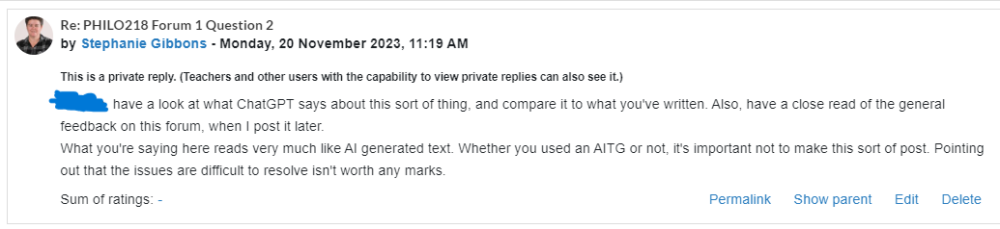 Re: PHILO218 Forum 1 Question 2
by Stephanie Gibbons - Monday, 20 November 2023, 11:19 AM
This is a private reply. (Teachers and other users with the capability to view private replies can also see it.)
have a look at what ChatGPT says about this sort of thing, and compare it to what you've written. Also, have a close read of the general
feedback on this forum, when I post it later.
What you're saying here reads very much like AI generated text. Whether you used an AITG or not, it's important not to make this sort of post. Pointing
out that the issues are difficult to resolve isn't worth any marks.
Sum of ratings: -
Permalink Show parent Edit Delete